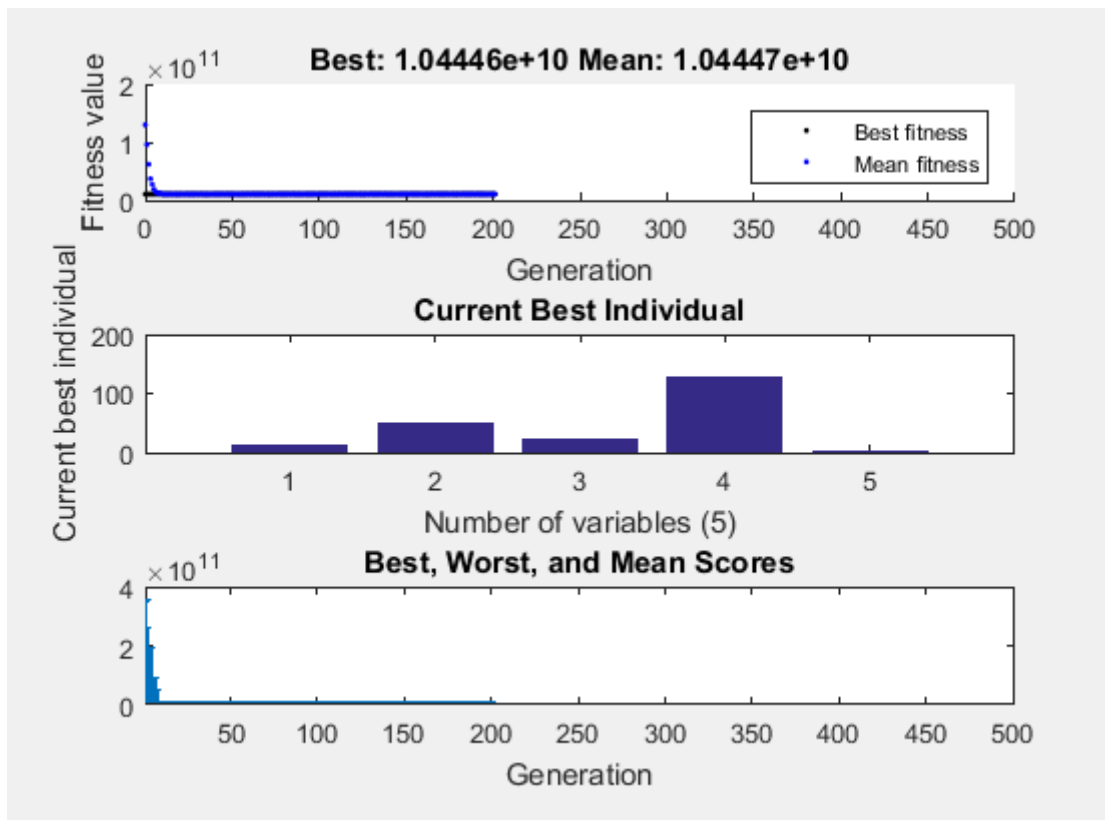 Best: 1.04446e+10 Mean: 1.04447e+10
× 10^11
Fitness value
2
1
0
Best fitness
Mean fitness
0 50 100 150 200 250 300 350 400 450 500
Generation
Current Best Individual
Current best individual
200
100
0
1 2 3 4 5
Number of variables (5)
Best, Worst, and Mean Scores
× 10^11
4
2
0
50 100 150 200 250 300 350 400 450 500
Generation